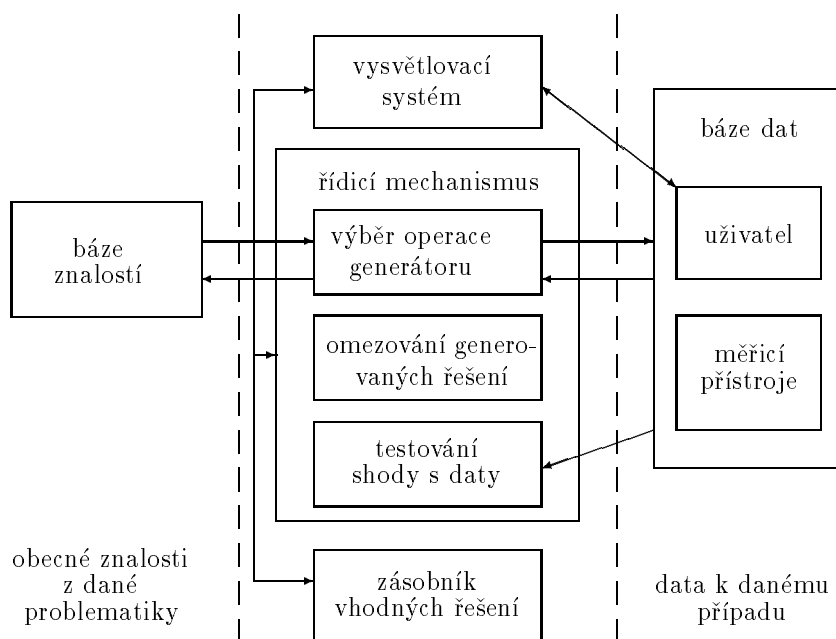 vysvětlovací
systém
báze dat
řídicí mechanismus
báze
znalostí
výběr operace
generátoru
uživatel
omezování genero-
vaných řešení
měřicí
přístroje
testování
shody s daty
obecné znalosti
z dané
problematiky
zásobník
vhodných řešení
data k danému
případu